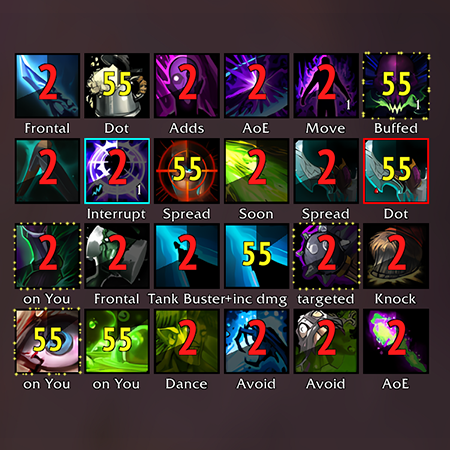 2 55 2 2 2 1 55 1
Frontal Dot Adds AoE Move Buffed
2 2 1 55 2 2 55
Interrupt Spread Soon Spread Dot
2 2 2 55 2 2
on You Frontal Tank Buster +inc dmg targeted Knock
55 55 2 2 2 2
on You on You Dance Avoid Avoid AoE